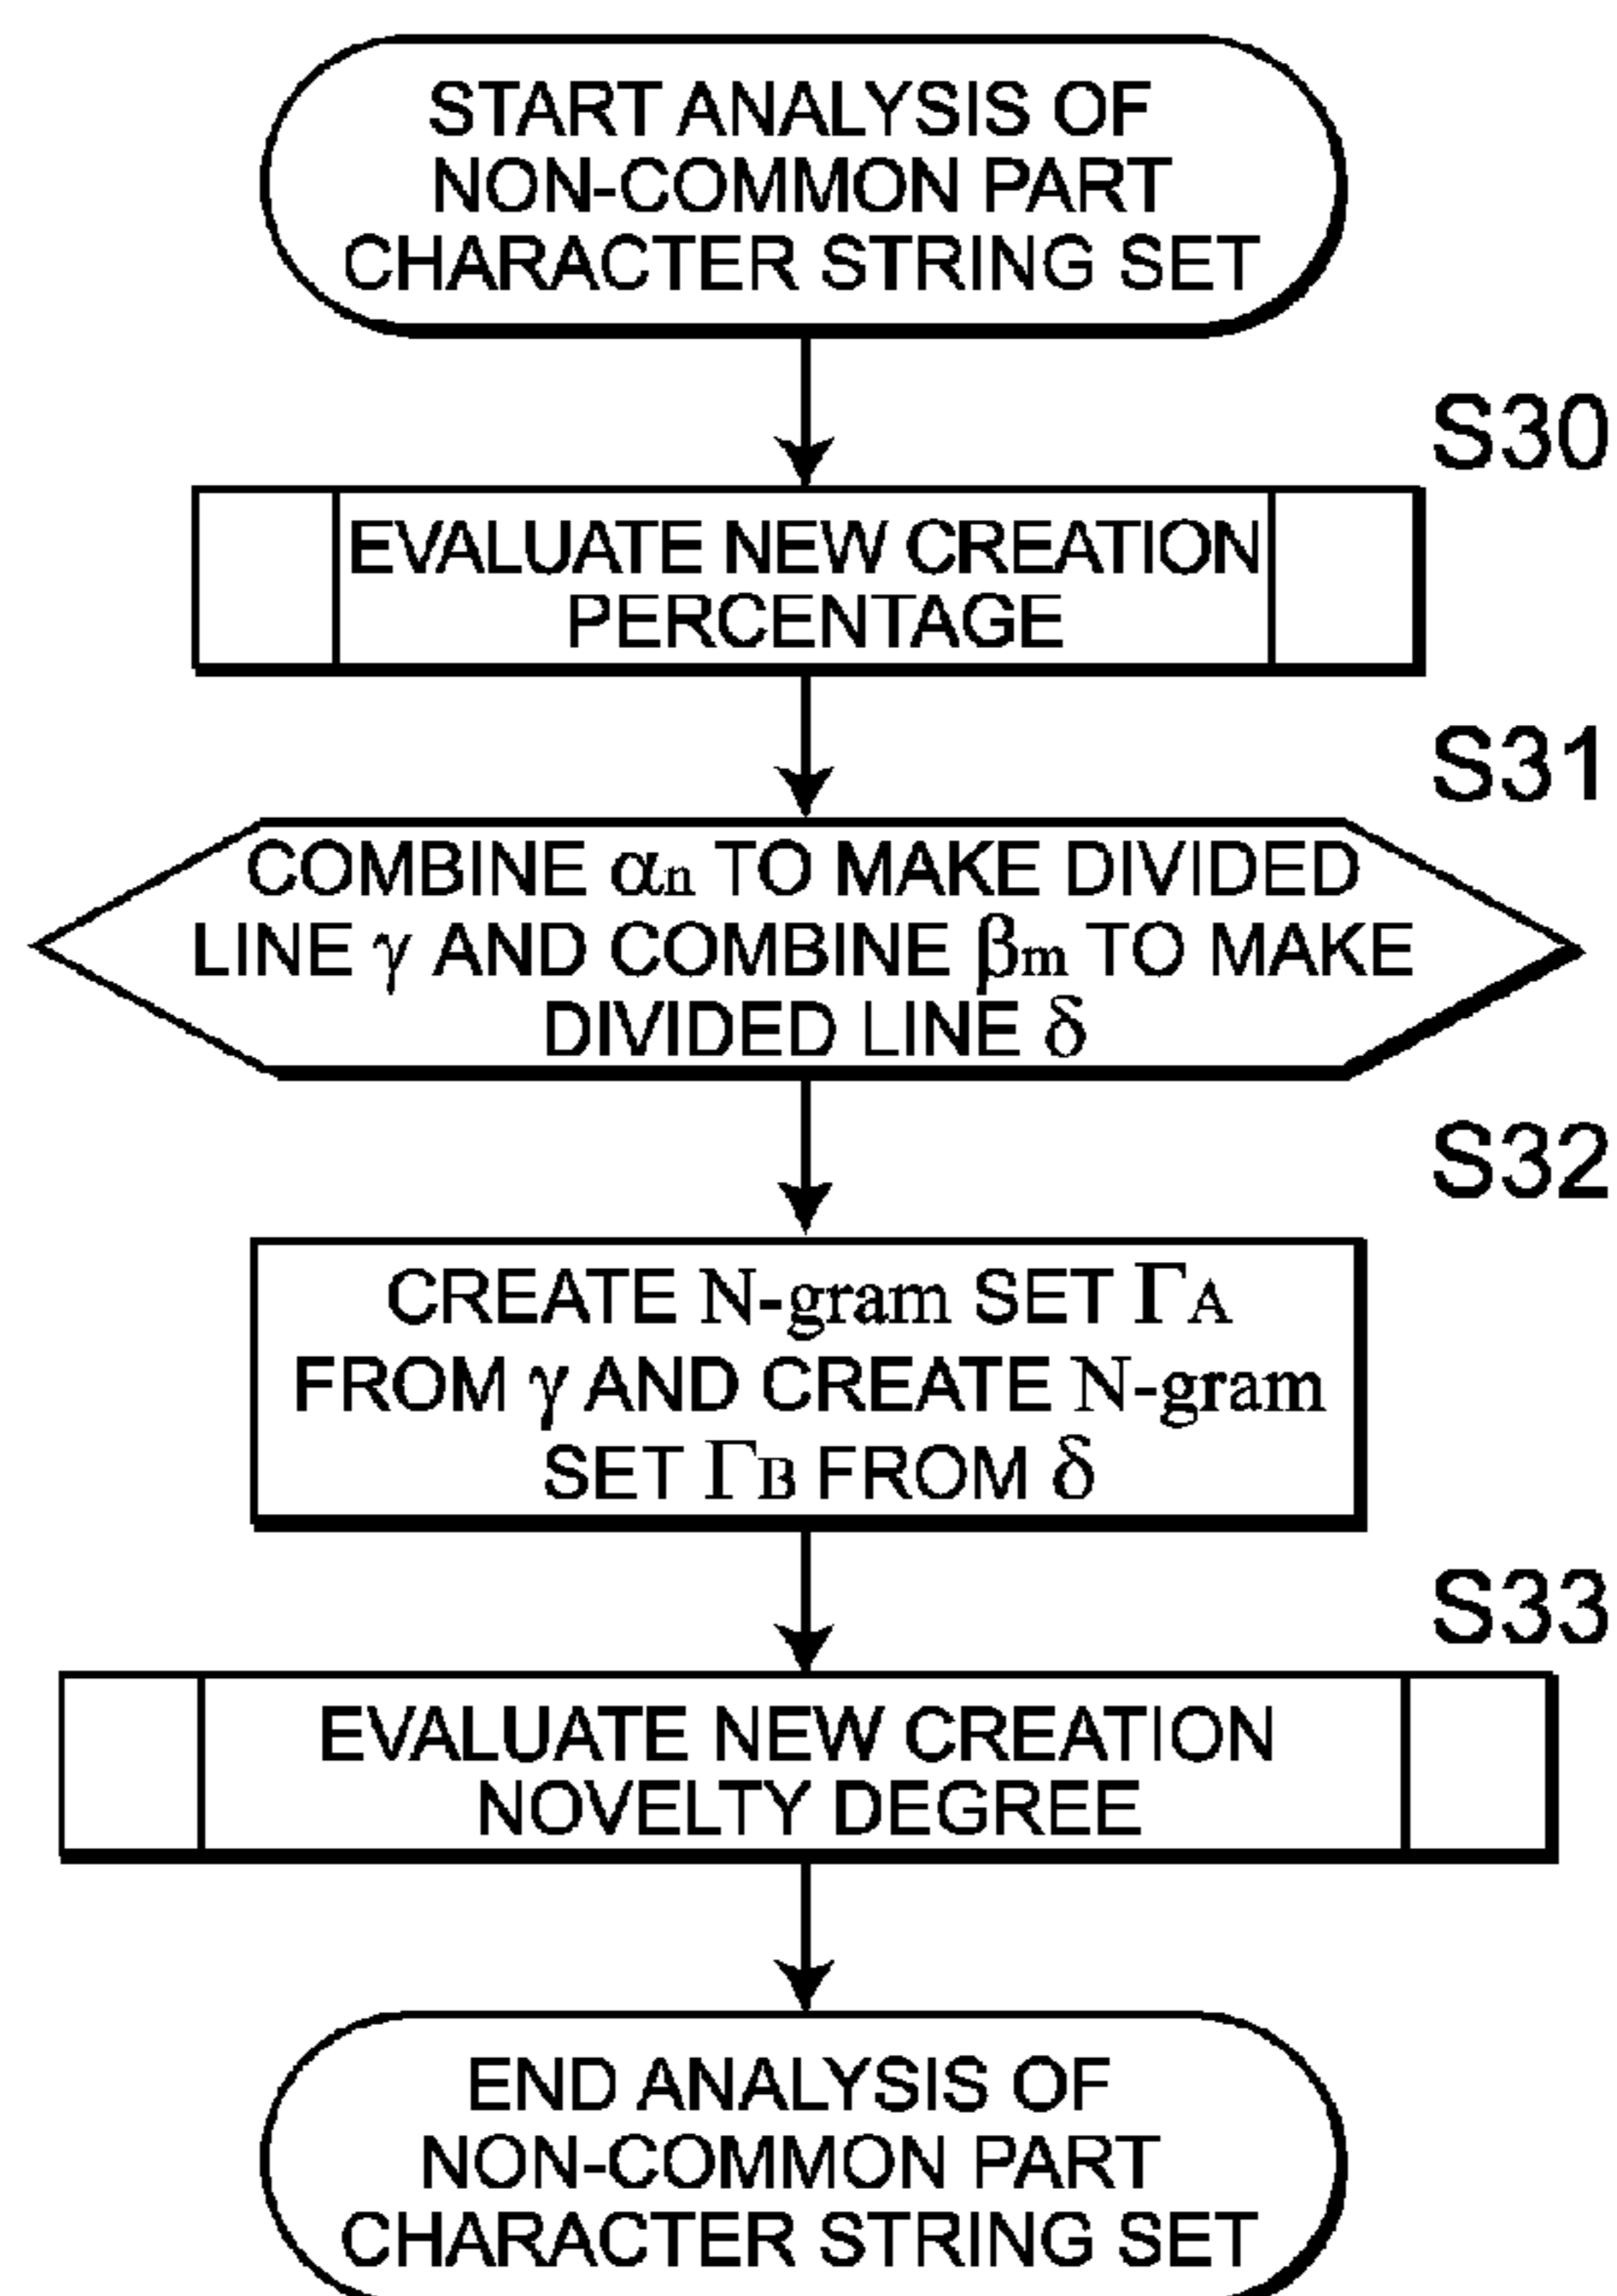 START ANALYSIS OF
NON-COMMON PART
CHARACTER STRING SET
S30
EVALUATE NEW CREATION
PERCENTAGE
S31
COMBINE αn TO MAKE DIVIDED
LINE γ AND COMBINE βm TO MAKE
DIVIDED LINE δ
S32
CREATE N-gram SET ΓA
FROM γ AND CREATE N-gram
SET ΓB FROM δ
S33
EVALUATE NEW CREATION
NOVELTY DEGREE
END ANALYSIS OF
NON-COMMON PART
CHARACTER STRING SET